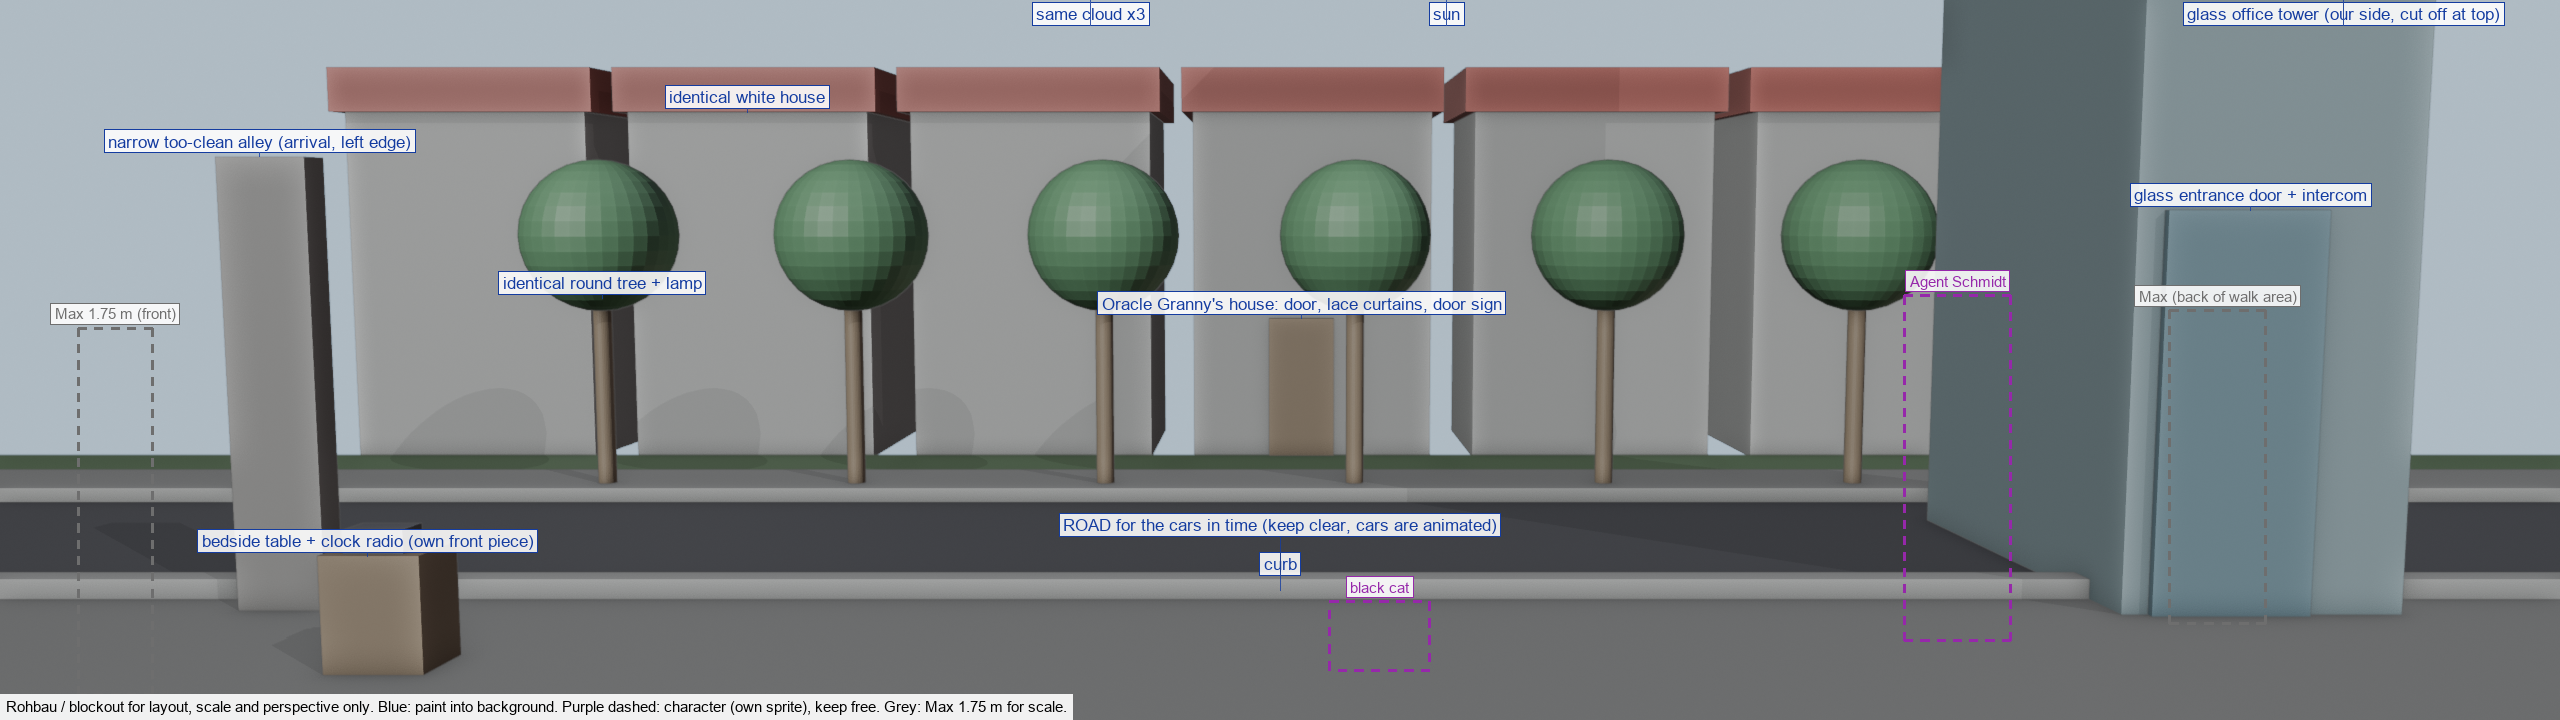 same cloud x3
sun
glass office tower (our side, cut off at top)
identical white house
narrow too-clean alley (arrival, left edge)
glass entrance door + intercom
identical round tree + lamp
Agent Schmidt
Max (back of walk area)
Oracle Granny's house: door, lace curtains, door sign
Max 1.75 m (front)
ROAD for the cars in time (keep clear, cars are animated)
bedside table + clock radio (own front piece)
curb
black cat
Rohbau / blockout for layout, scale and perspective only. Blue: paint into background. Purple dashed: character (own sprite), keep free. Grey: Max 1.75 m for scale.